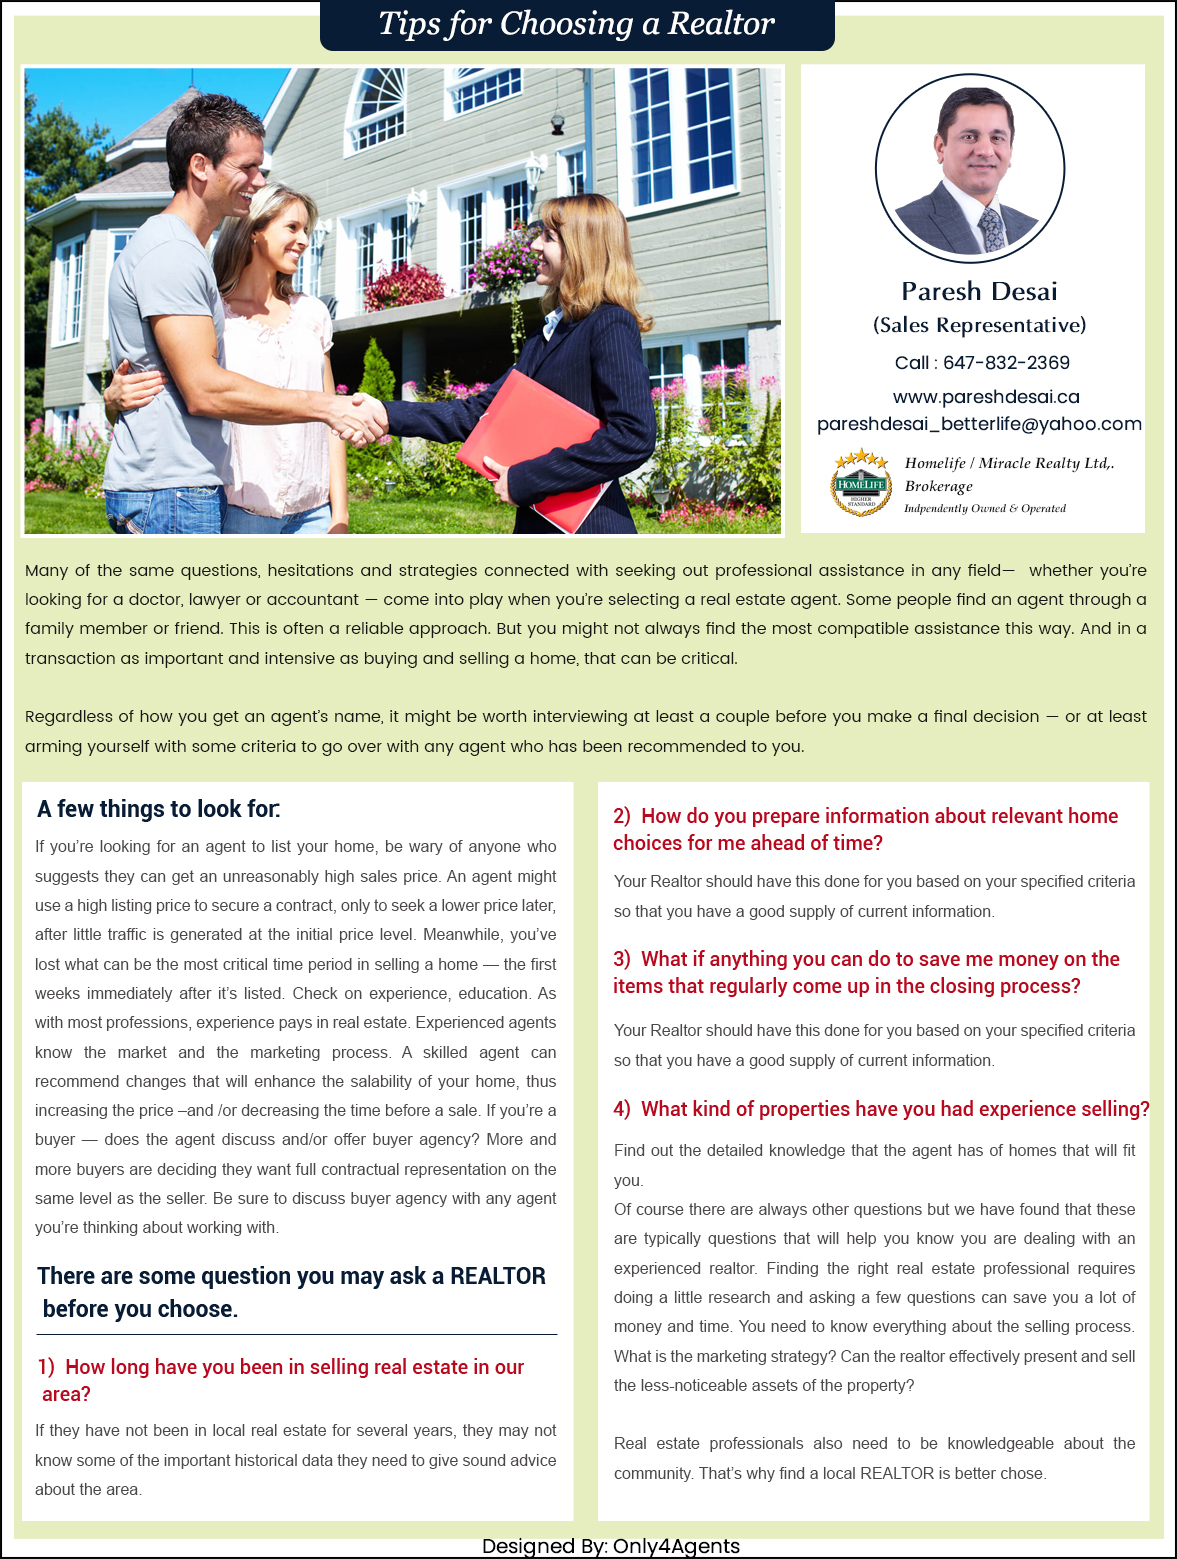 Tips for Choosing a Realtor
Paresh Desai
(Sales Representative)
Call : 647-832-2369
www.pareshdesai.ca
pareshdesai_betterlife@yahoo.com
HOMELIFE
HIGHER
STANDARD
Homelife / Miracle Realty Ltd,.
Brokerage
Indpendently Owned & Operated
Many of the same questions, hesitations and strategies connected with seeking out professional assistance in any field— whether you’re
looking for a doctor, lawyer or accountant — come into play when you’re selecting a real estate agent. Some people find an agent through a
family member or friend. This is often a reliable approach. But you might not always find the most compatible assistance this way. And in a
transaction as important and intensive as buying and selling a home, that can be critical.
Regardless of how you get an agent’s name, it might be worth interviewing at least a couple before you make a final decision — or at least
arming yourself with some criteria to go over with any agent who has been recommended to you.
A few things to look for:
If you’re looking for an agent to list your home, be wary of anyone who
suggests they can get an unreasonably high sales price. An agent might
use a high listing price to secure a contract, only to seek a lower price later,
after little traffic is generated at the initial price level. Meanwhile, you’ve
lost what can be the most critical time period in selling a home — the first
weeks immediately after it’s listed. Check on experience, education. As
with most professions, experience pays in real estate. Experienced agents
know the market and the marketing process. A skilled agent can
recommend changes that will enhance the salability of your home, thus
increasing the price –and /or decreasing the time before a sale. If you’re a
buyer — does the agent discuss and/or offer buyer agency? More and
more buyers are deciding they want full contractual representation on the
same level as the seller. Be sure to discuss buyer agency with any agent
you’re thinking about working with.
There are some question you may ask a REALTOR
before you choose.
1) How long have you been in selling real estate in our
area?
If they have not been in local real estate for several years, they may not
know some of the important historical data they need to give sound advice
about the area.
2) How do you prepare information about relevant home
choices for me ahead of time?
Your Realtor should have this done for you based on your specified criteria
so that you have a good supply of current information.
3) What if anything you can do to save me money on the
items that regularly come up in the closing process?
Your Realtor should have this done for you based on your specified criteria
so that you have a good supply of current information.
4) What kind of properties have you had experience selling?
Find out the detailed knowledge that the agent has of homes that will fit
you.
Of course there are always other questions but we have found that these
are typically questions that will help you know you are dealing with an
experienced realtor. Finding the right real estate professional requires
doing a little research and asking a few questions can save you a lot of
money and time. You need to know everything about the selling process.
What is the marketing strategy? Can the realtor effectively present and sell
the less-noticeable assets of the property?
Real estate professionals also need to be knowledgeable about the
community. That’s why find a local REALTOR is better chose.
Designed By: Only4Agents